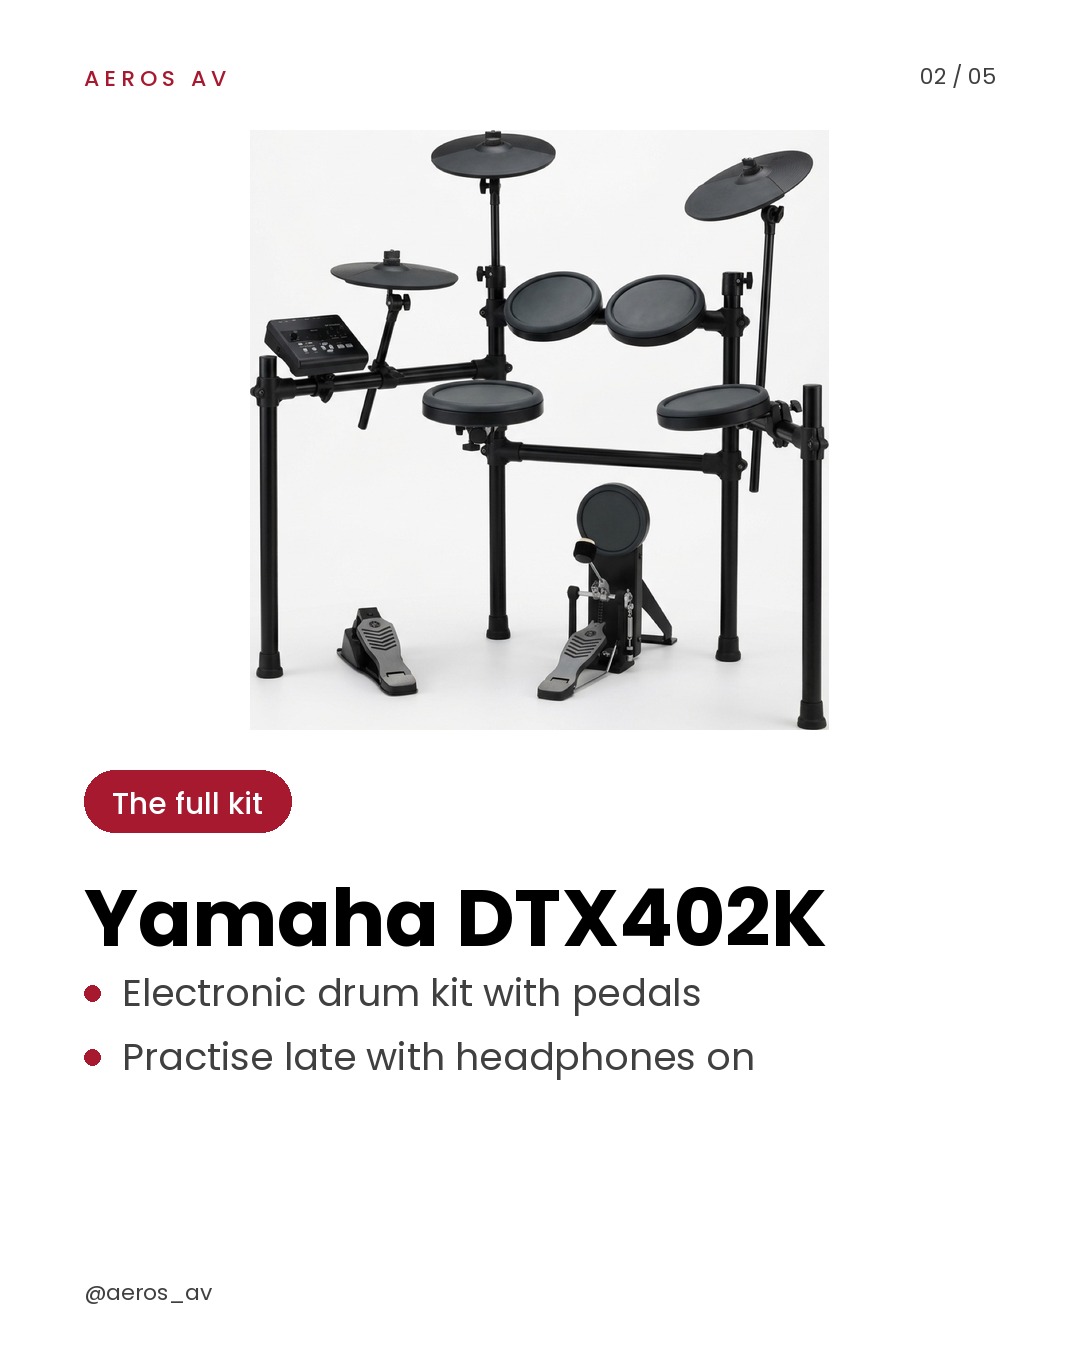 AEROS AV
02 / 05
The full kit
Yamaha DTX402K
Electronic drum kit with pedals
Practise late with headphones on
@aeros_av